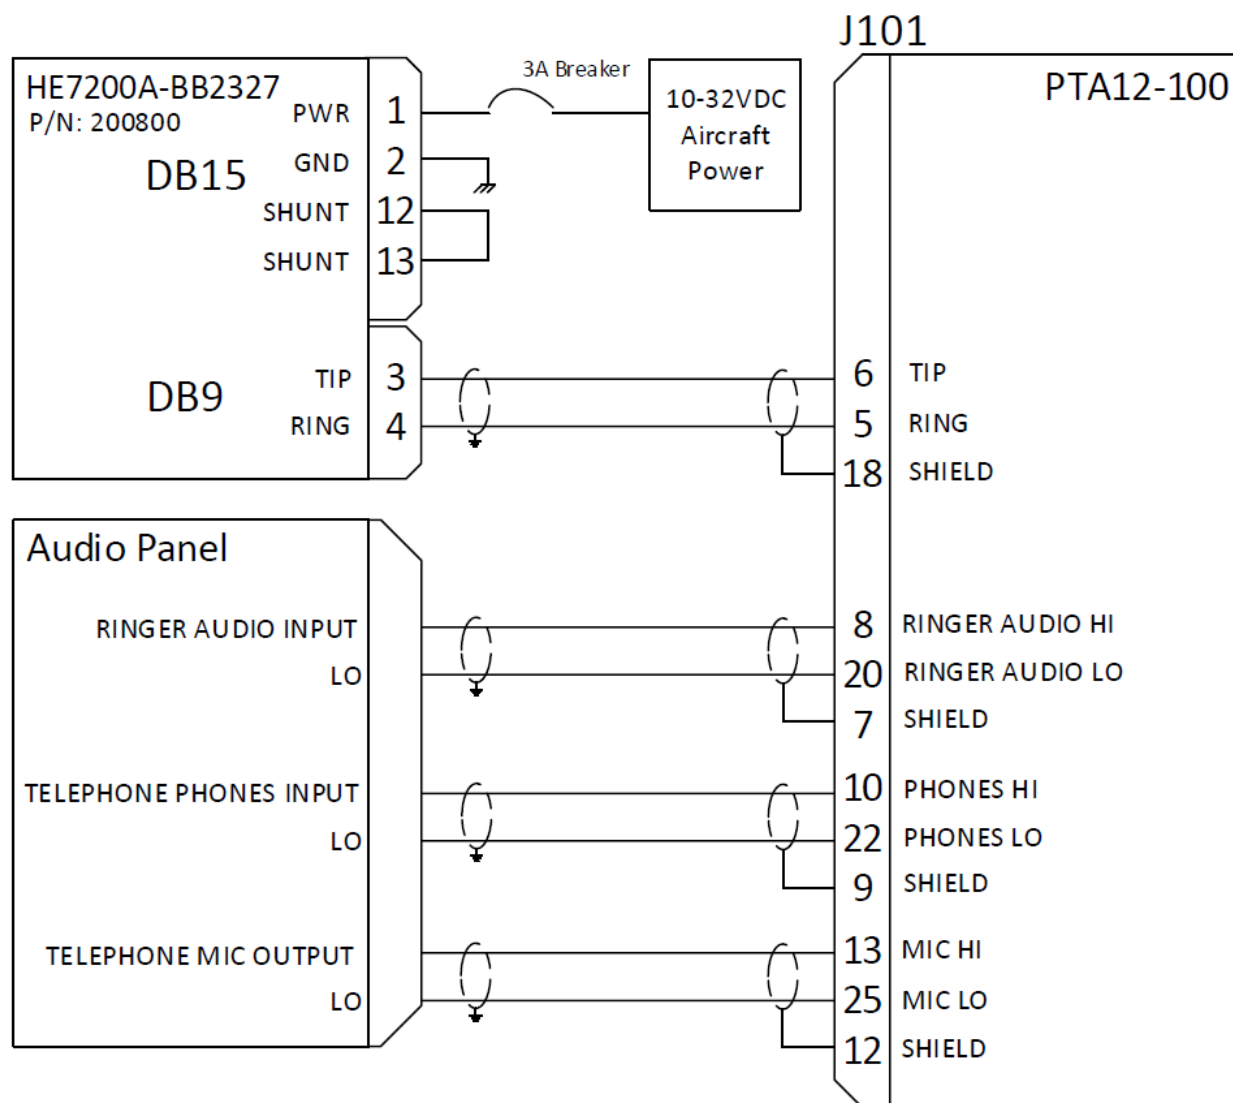 J101
HE7200A-BB2327
P/N: 200800
DB15
PWR 1
GND 2
SHUNT 12
SHUNT 13
3A Breaker
10-32VDC
Aircraft
Power
PTA12-100
DB9
TIP 3
RING 4
6 TIP
5 RING
18 SHIELD
Audio Panel
RINGER AUDIO INPUT
LO
8 RINGER AUDIO HI
20 RINGER AUDIO LO
7 SHIELD
TELEPHONE PHONES INPUT
LO
10 PHONES HI
22 PHONES LO
9 SHIELD
TELEPHONE MIC OUTPUT
LO
13 MIC HI
25 MIC LO
12 SHIELD